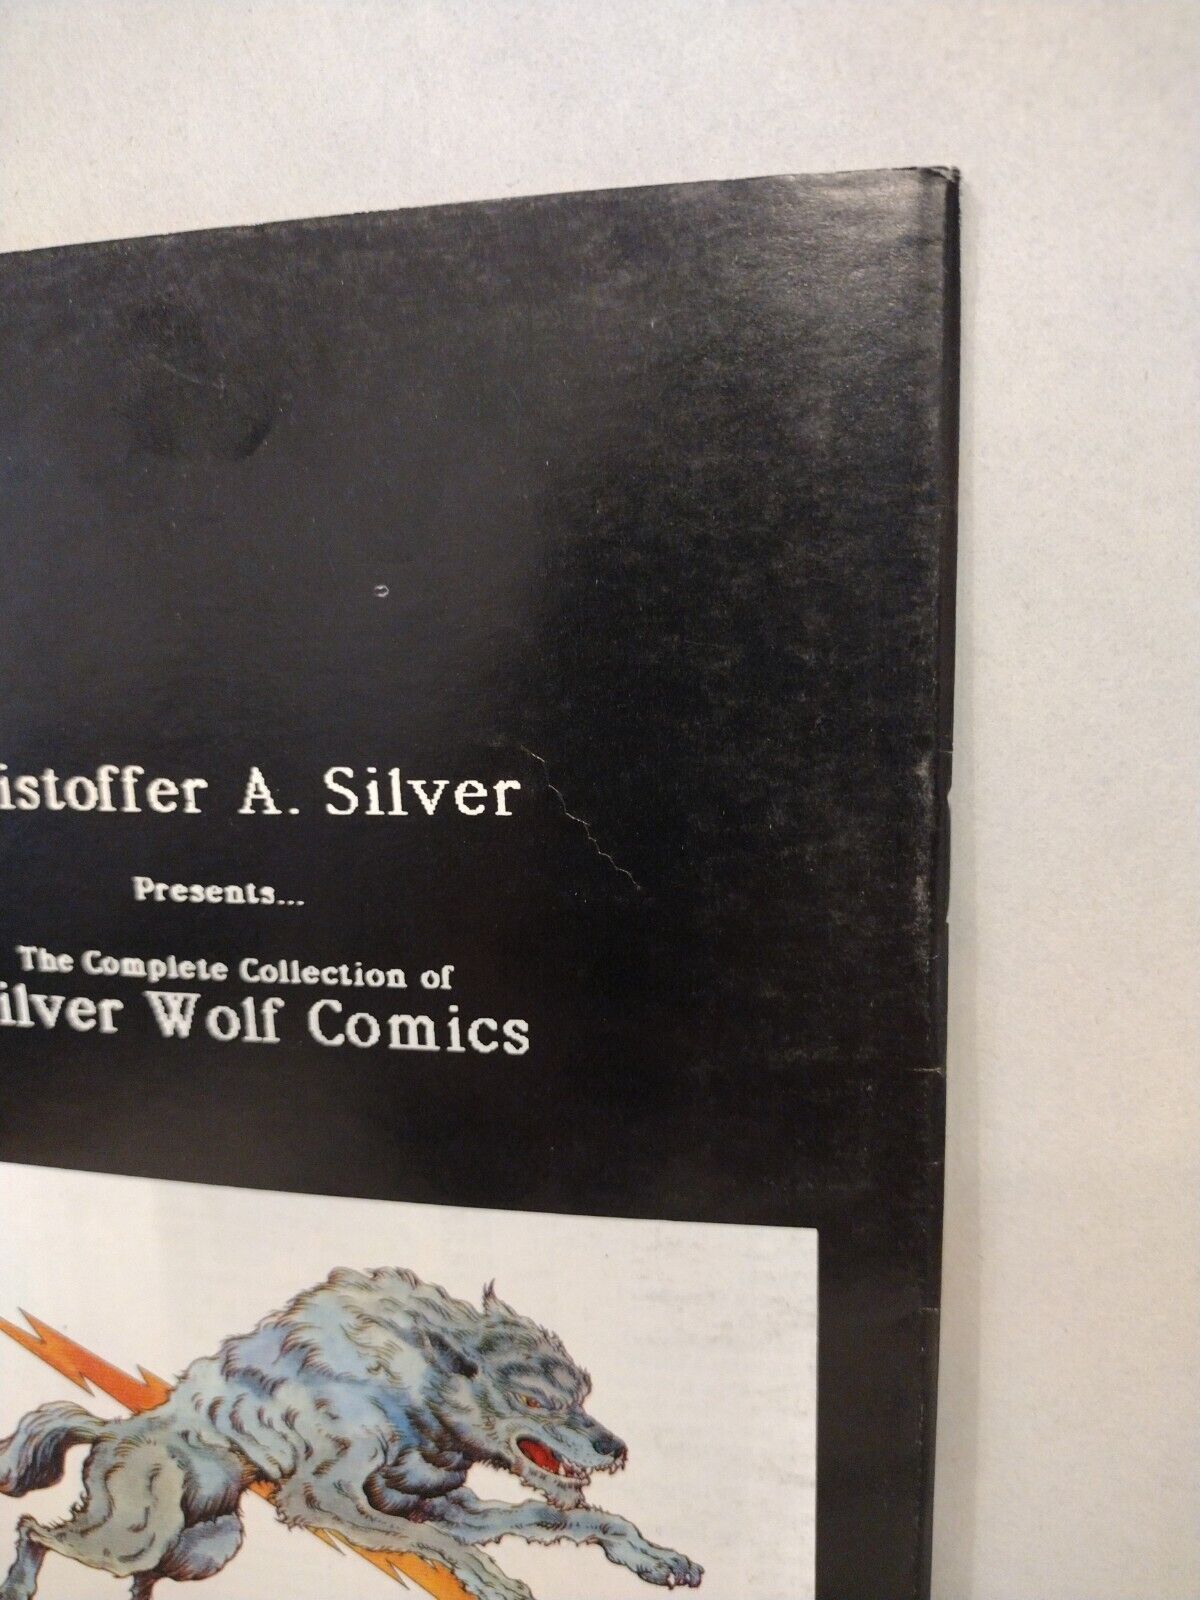 istoffer A. Silver
Presents...
The Complete Collection of
ilver Wolf Comics